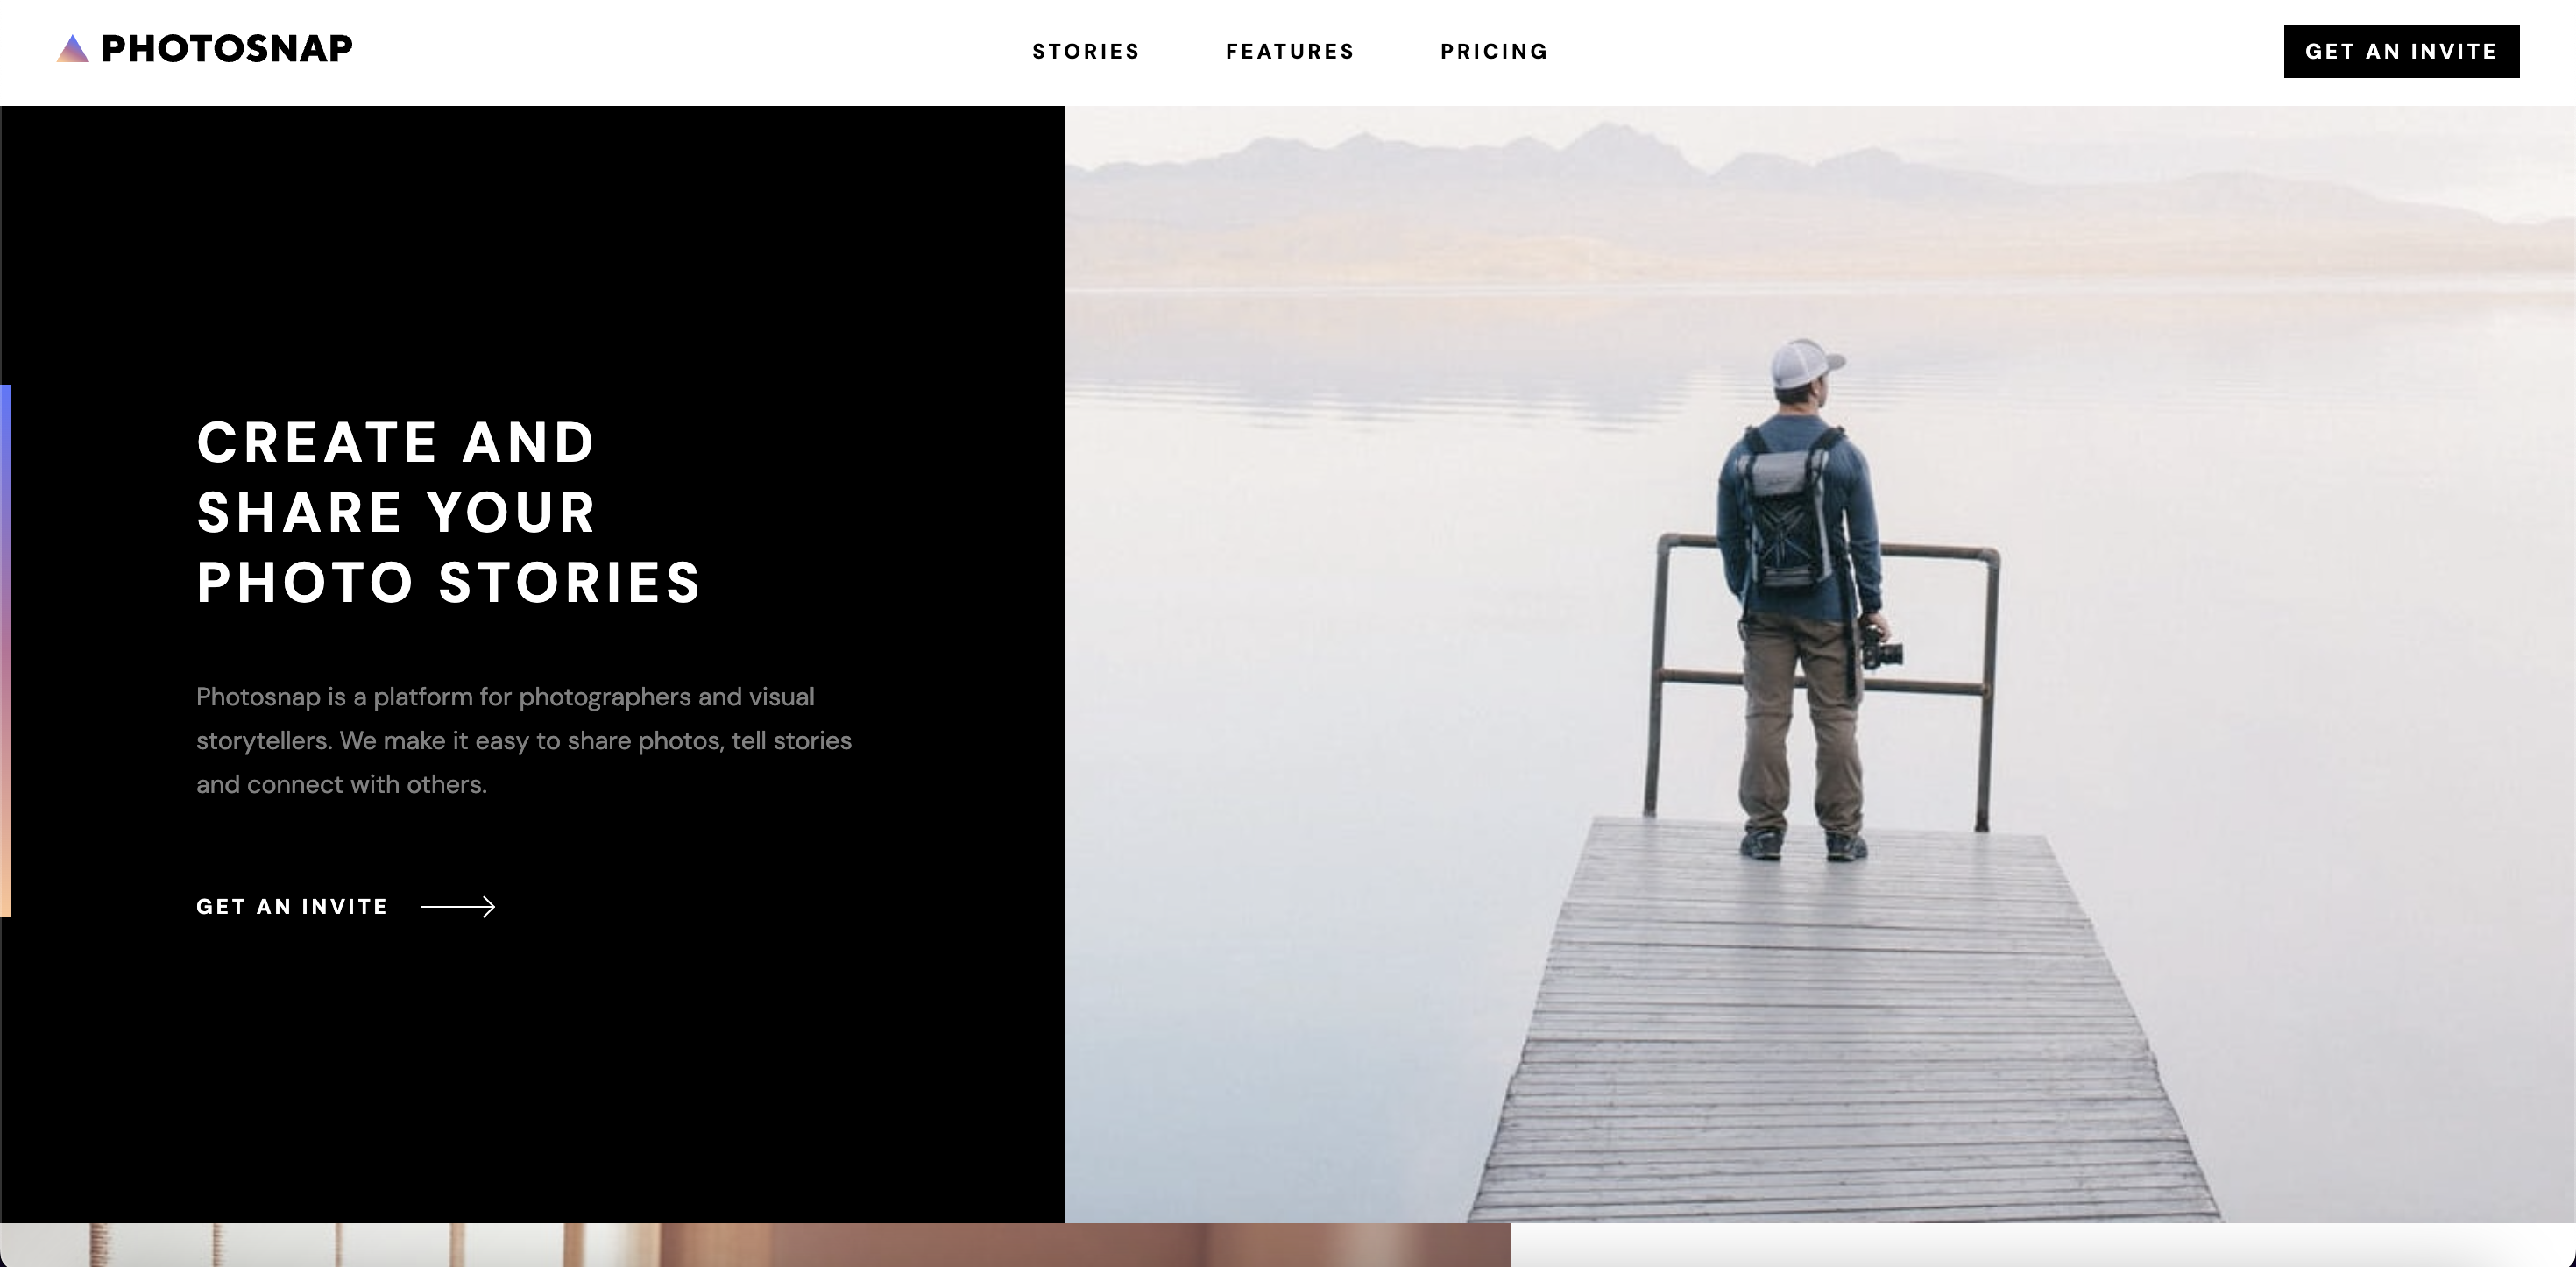 PHOTOSNAP
STORIES
FEATURES
PRICING
GET AN INVITE
CREATE AND
SHARE YOUR
PHOTO STORIES
Photosnap is a platform for photographers and visual
storytellers. We make it easy to share photos, tell stories
and connect with others.
GET AN INVITE